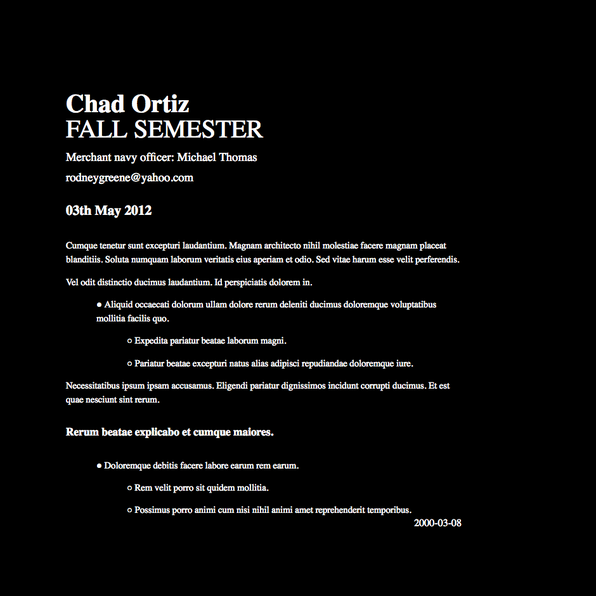 Chad Ortiz
FALL SEMESTER
Merchant navy officer: Michael Thomas
rodneygreene@yahoo.com
03th May 2012
Cumque tenetur sunt excepturi laudantium. Magnam architecto nihil molestiae facere magnam placeat
blanditiis. Soluta numquam laborum veritatis eius aperiam et odio. Sed vitae harum esse velit perferendis.
Vel odit distinctio ducimus laudantium. Id perspiciatis dolorem in.
● Aliquid occaecati dolorum ullam dolore rerum deleniti ducimus doloremque voluptatibus
mollitia facilis quo.
○ Expedita pariatur beatae laborum magni.
○ Pariatur beatae excepturi natus alias adipisci repudiandae doloremque iure.
Necessitatibus ipsum ipsam accusamus. Eligendi pariatur dignissimos incidunt corrupti ducimus. Et est
quae nesciunt sint rerum.
Rerum beatae explicabo et cumque maiores.
● Doloremque debitis facere labore earum rem earum.
○ Rem velit porro sit quidem mollitia.
○ Possimus porro animi cum nisi nihil animi amet reprehenderit temporibus.
2000-03-08